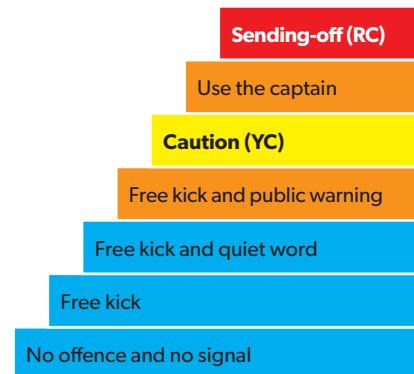 Sending-off (RC)
Use the captain
Caution (YC)
Free kick and public warning
Free kick and quiet word
Free kick
No offence and no signal